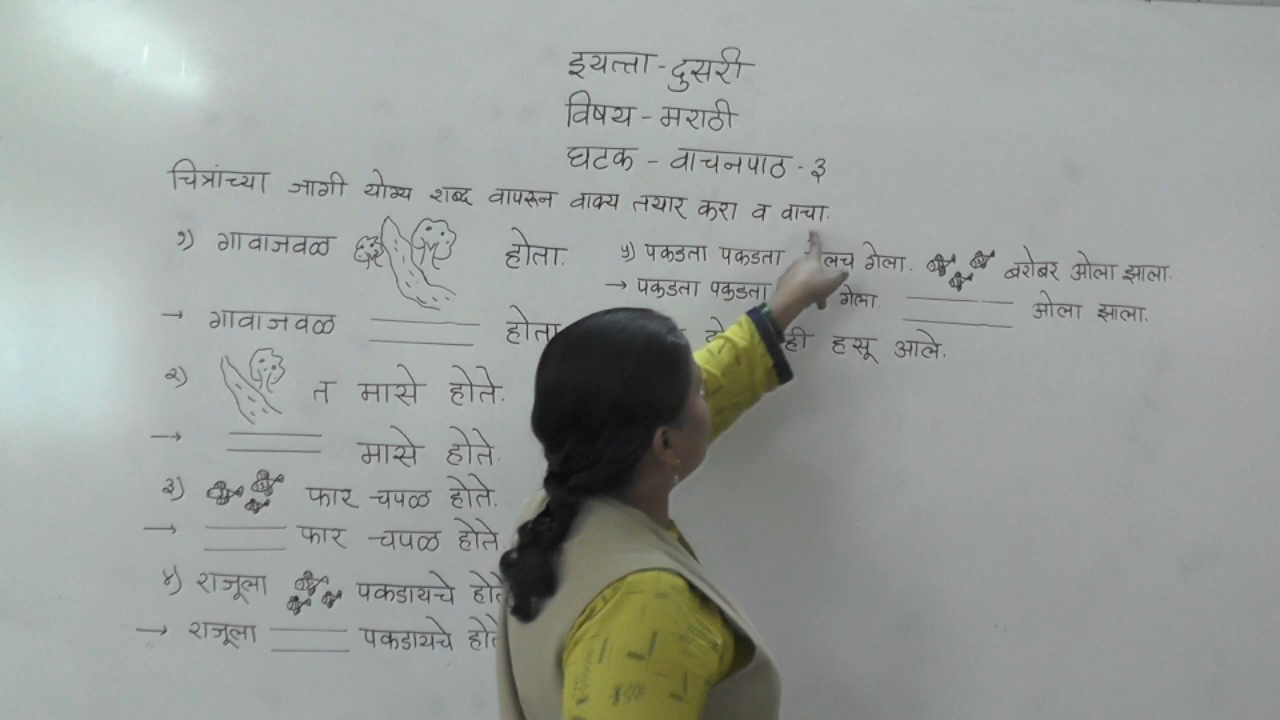 इयत्ता - दुसरी
विषय - मराठी
घटक - वाचनपाठ - ३
चित्रांच्या जागी योग्य शब्द वापरून वाक्य तयार करा व वाचा.
१) गावाजवळ होता.
→ गावाजवळ होता
२) त मासे होते.
→ मासे होते.
३) फार चपळ होते.
→ फार चपळ होते
४) राजूला पकडायचे
→ राजूला पकडायचे
५) पकडता पकडता गेला. बरोबर ओला झाला.
→ पकडता पकडता गेला. ओला झाला.
ही हसू आले.